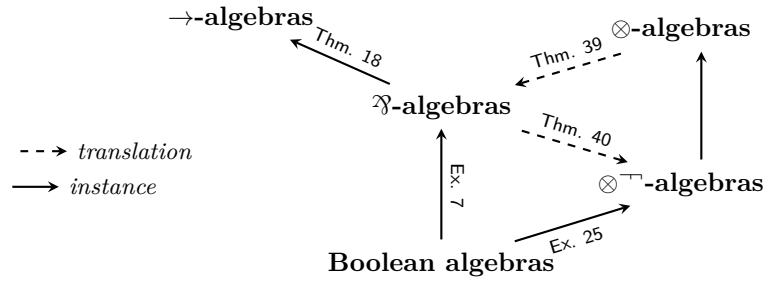 →-algebras
⊗-algebras
Thm. 18
Thm. 39
⅋-algebras
Thm. 40
translation
instance
Ex. 7
⊗⫧-algebras
Ex. 25
Boolean algebras